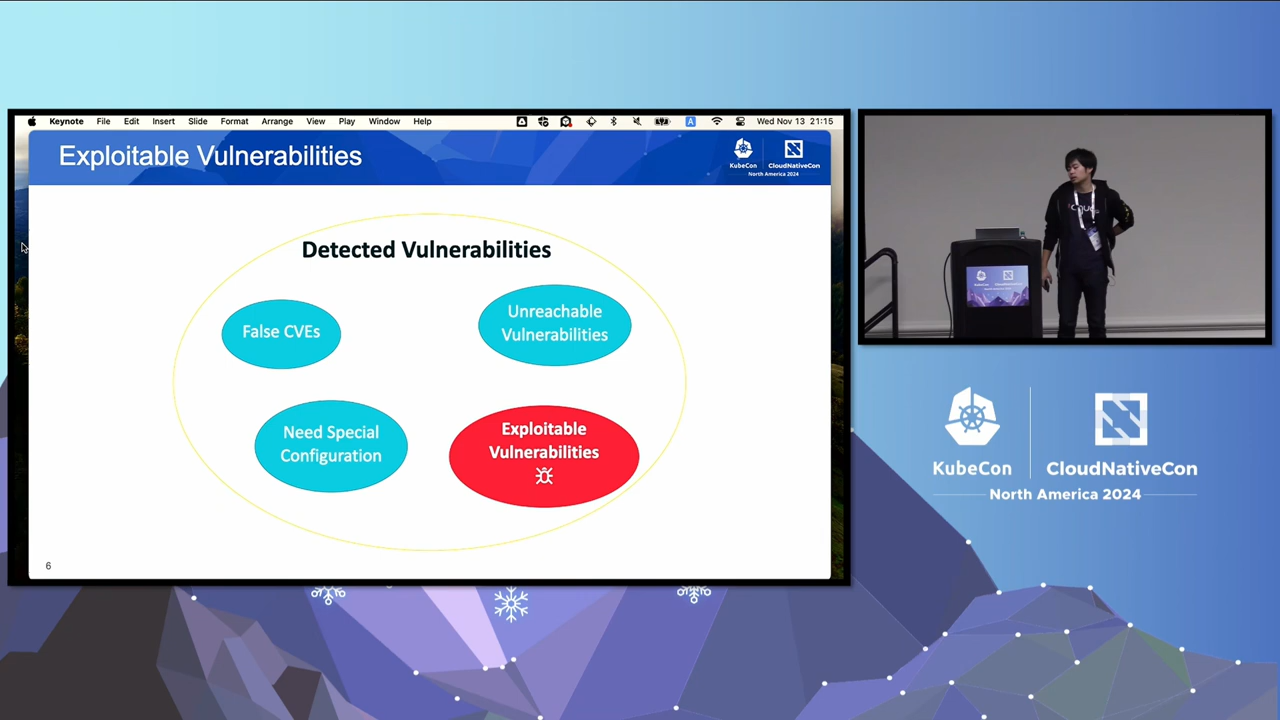 Keynote File Edit Insert Slide Format Arrange View Play Window Help A Wed Nov 13 21:15
Exploitable Vulnerabilities
KubeCon CloudNativeCon
North America 2024
Detected Vulnerabilities
False CVEs
Unreachable
Vulnerabilities
Need Special
Configuration
Exploitable
Vulnerabilities
6
KubeCon CloudNativeCon
North America 2024